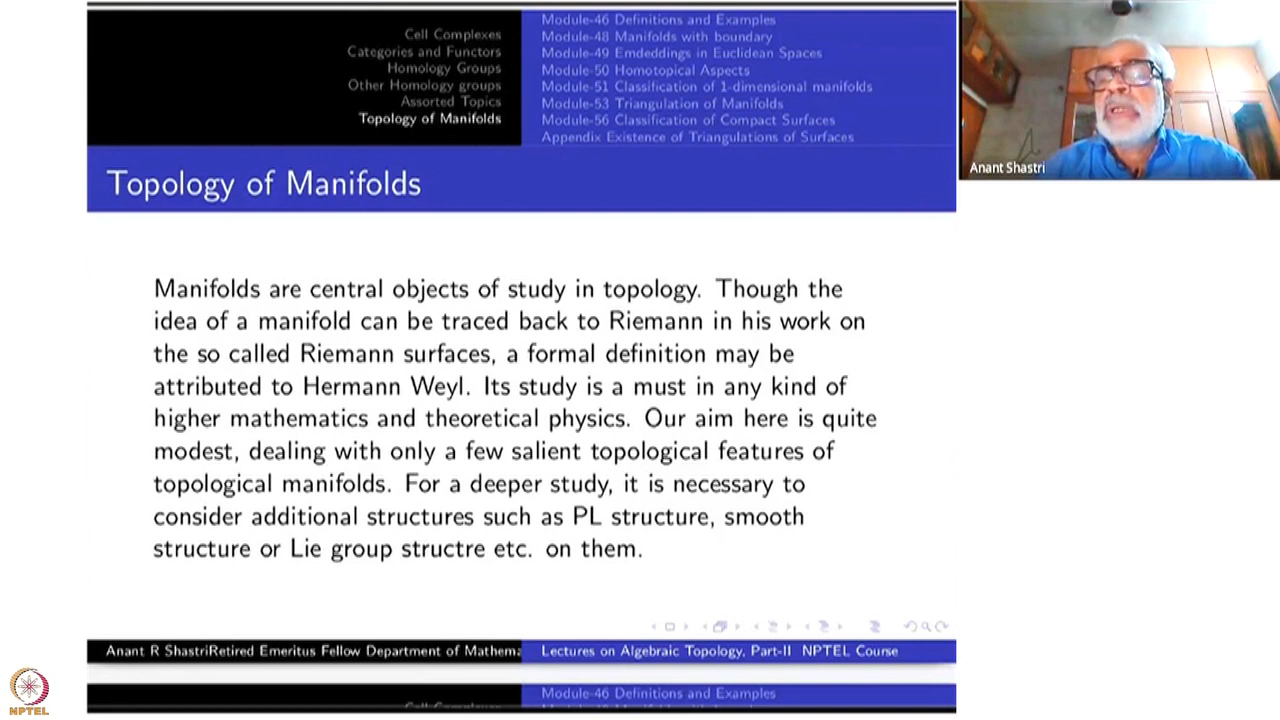 Cell Complexes
Categories and Functors
Homology Groups
Other Homology groups
Assorted Topics
Topology of Manifolds
Module-46 Definitions and Examples
Module-48 Manifolds with boundary
Module-49 Emdeddings in Euclidean Spaces
Module-50 Homotopical Aspects
Module-51 Classification of 1-dimensional manifolds
Module-53 Triangulation of Manifolds
Module-56 Classification of Compact Surfaces
Appendix Existence of Triangulations of Surfaces
Anant Shastri
Topology of Manifolds
Manifolds are central objects of study in topology. Though the
idea of a manifold can be traced back to Riemann in his work on
the so called Riemann surfaces, a formal definition may be
attributed to Hermann Weyl. Its study is a must in any kind of
higher mathematics and theoretical physics. Our aim here is quite
modest, dealing with only a few salient topological features of
topological manifolds. For a deeper study, it is necessary to
consider additional structures such as PL structure, smooth
structure or Lie group structre etc. on them.
Anant R ShastriRetired Emeritus Fellow Department of Mathema
Lectures on Algebraic Topology, Part-II NPTEL Course
Module-46 Definitions and Examples
NPTEL